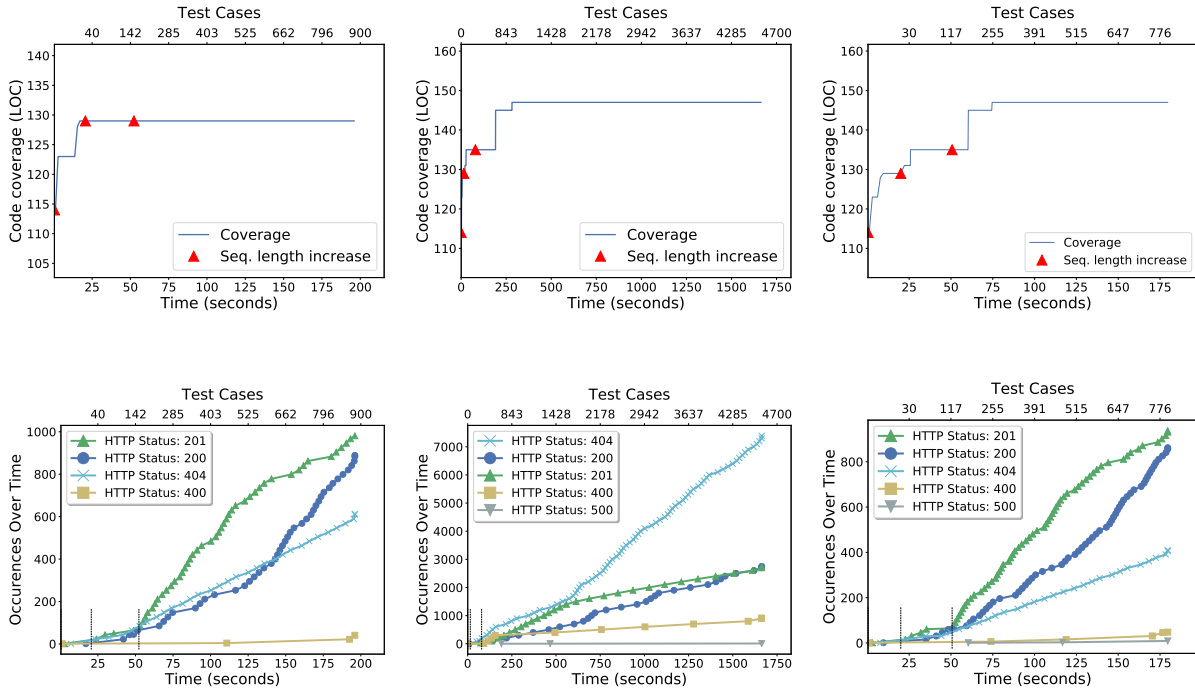 Test Cases
40 142 285 403 525 662 796 900
140
135
130
125
120
115
110
105
Code coverage (LOC)
Coverage
Seq. length increase
25 50 75 100 125 150 175 200
Time (seconds)
Test Cases
0 843 1428 2178 2942 3637 4285 4700
160
150
140
130
120
110
Code coverage (LOC)
Coverage
Seq. length increase
0 250 500 750 1000 1250 1500 1750
Time (seconds)
Test Cases
30 117 255 391 515 647 776
160
150
140
130
120
110
Code coverage (LOC)
Coverage
Seq. length increase
25 50 75 100 125 150 175
Time (seconds)
Test Cases
40 142 285 403 525 662 796 900
1000
800
600
400
200
0
Occurrences Over Time
HTTP Status: 201
HTTP Status: 200
HTTP Status: 404
HTTP Status: 400
25 50 75 100 125 150 175 200
Time (seconds)
Test Cases
0 843 1428 2178 2942 3637 4285 4700
7000
6000
5000
4000
3000
2000
1000
0
Occurrences Over Time
HTTP Status: 404
HTTP Status: 200
HTTP Status: 201
HTTP Status: 400
HTTP Status: 500
0 250 500 750 1000 1250 1500 1750
Time (seconds)
Test Cases
30 117 255 391 515 647 776
800
600
400
200
0
Occurrences Over Time
HTTP Status: 201
HTTP Status: 200
HTTP Status: 404
HTTP Status: 400
HTTP Status: 500
25 50 75 100 125 150 175
Time (seconds)